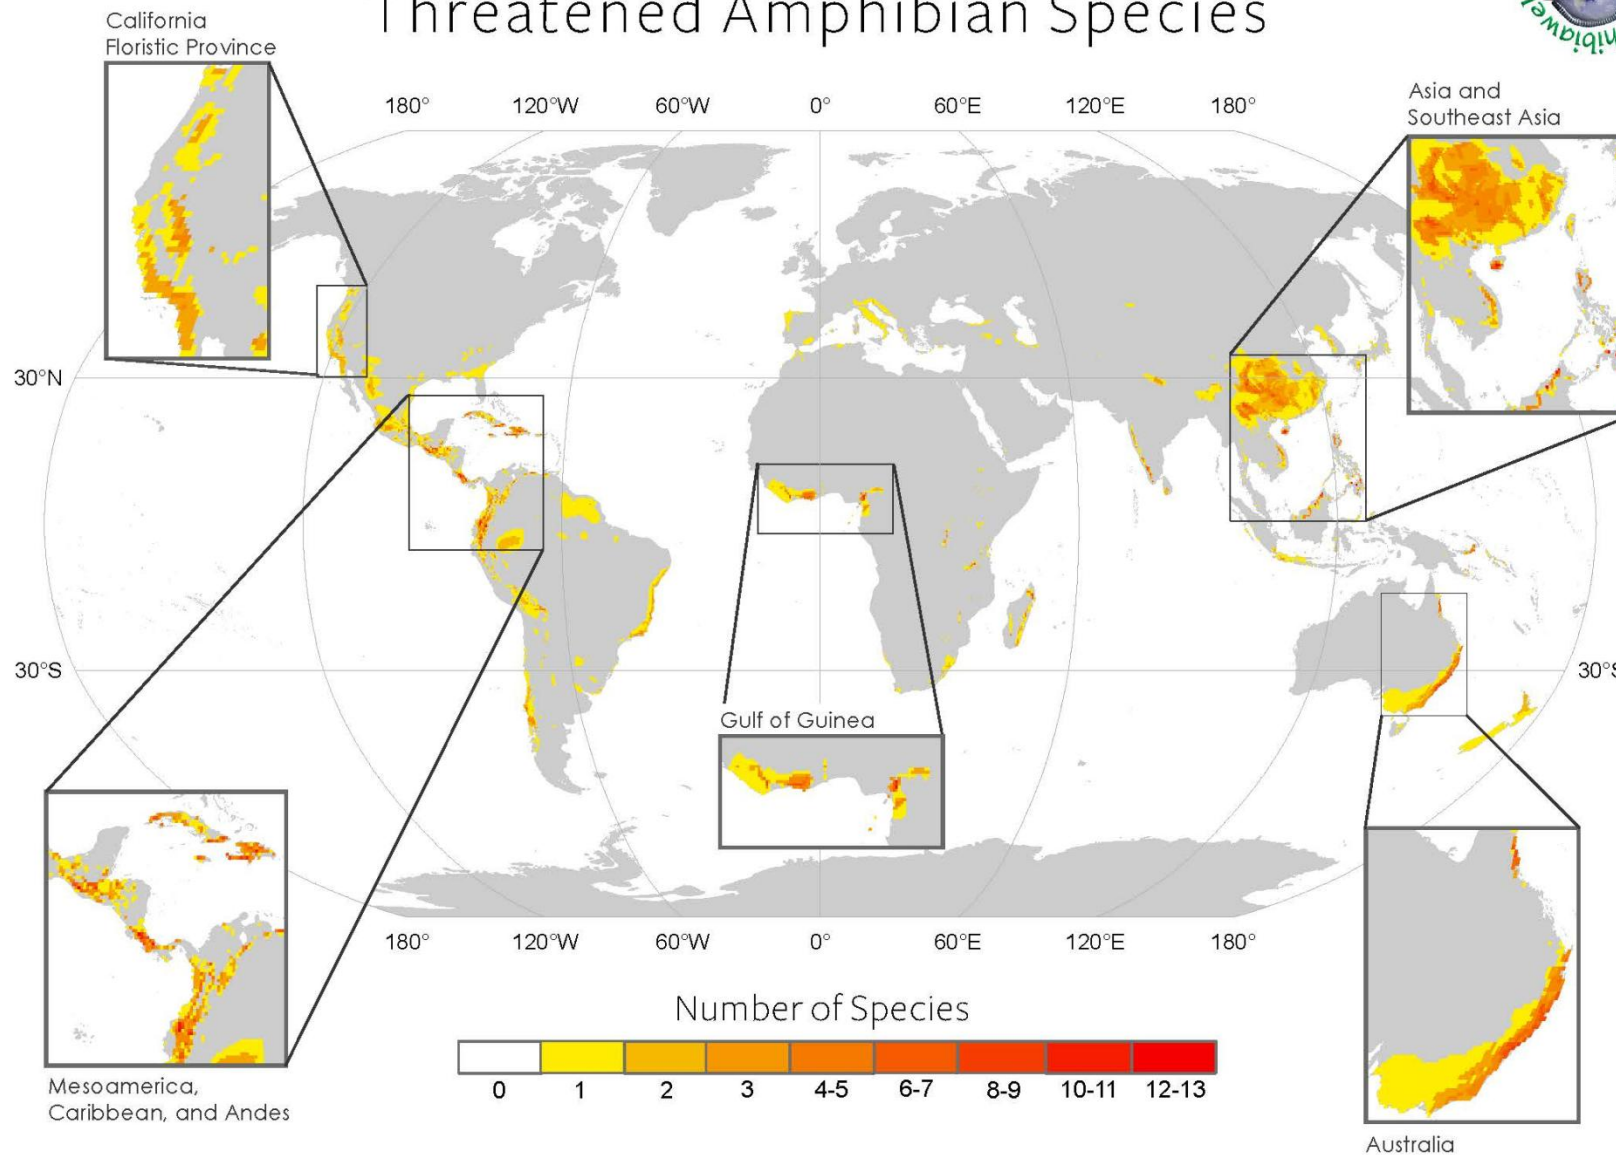 Threatened Amphibian Species
California
Floristic Province
180° 120°W 60°W 0° 60°E 120°E 180°
Asia and
Southeast Asia
30°N
30°S
Gulf of Guinea
180° 120°W 60°W 0° 60°E 120°E 180°
Number of Species
0 1 2 3 4-5 6-7 8-9 10-11 12-13
Mesoamerica,
Caribbean, and Andes
Australia